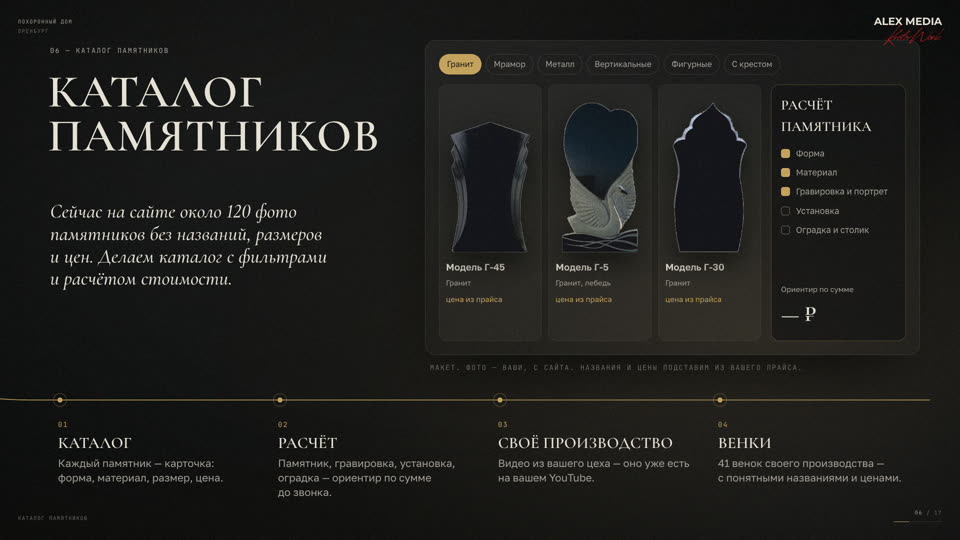 ПОХОРОННЫЙ ДОМ
ОРЕНБУРГ
ALEX MEDIA
06 — КАТАЛОГ ПАМЯТНИКОВ
КАТАЛОГ
ПАМЯТНИКОВ
Сейчас на сайте около 120 фото
памятников без названий, размеров
и цен. Делаем каталог с фильтрами
и расчётом стоимости.
Гранит
Мрамор
Металл
Вертикальные
Фигурные
С крестом
Модель Г-45
Гранит
цена из прайса
Модель Г-5
Гранит, лебедь
цена из прайса
Модель Г-30
Гранит
цена из прайса
РАСЧЁТ
ПАМЯТНИКА
Форма
Материал
Гравировка и портрет
Установка
Оградка и столик
Ориентир по сумме
— ₽
МАКЕТ. ФОТО — ВАШИ, С САЙТА. НАЗВАНИЯ И ЦЕНЫ ПОДСТАВИМ ИЗ ВАШЕГО ПРАЙСА.
01
КАТАЛОГ
Каждый памятник — карточка:
форма, материал, размер, цена.
02
РАСЧЁТ
Памятник, гравировка, установка,
оградка — ориентир по сумме
до звонка.
03
СВОЁ ПРОИЗВОДСТВО
Видео из вашего цеха — оно уже есть
на вашем YouTube.
04
ВЕНКИ
41 венок своего производства —
с понятными названиями и ценами.
КАТАЛОГ ПАМЯТНИКОВ
06 / 17